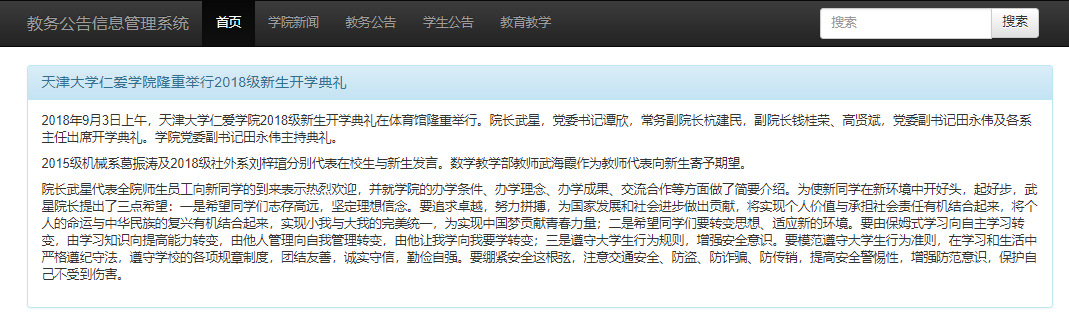 教务公告信息管理系统 首页 学院新闻 教务公告 学生公告 教育教学 搜索 搜索
天津大学仁爱学院隆重举行2018级新生开学典礼
2018年9月3日上午，天津大学仁爱学院2018级新生开学典礼在体育馆隆重举行。院长武星，党委书记谭欣，常务副院长杭建民，副院长钱桂荣、高贤斌，党委副书记田永伟及各系
主任出席开学典礼。学院党委副书记田永伟主持典礼。
2015级机械系葛振涛及2018级社外系刘梓瑄分别代表在校生与新生发言。数学教学部教师武海霞作为教师代表向新生寄予期望。
院长武星代表全院师生员工向新同学的到来表示热烈欢迎，并就学院的办学条件、办学理念、办学成果、交流合作等方面做了简要介绍。为使新同学在新环境中开好头，起好步，武
星院长提出了三点希望：一是希望同学们志存高远，坚定理想信念。要追求卓越，努力拼搏，为国家发展和社会进步做出贡献，将实现个人价值与承担社会责任有机结合起来，将个
人的命运与中华民族的复兴有机结合起来，实现小我与大我的完美统一，为实现中国梦贡献青春力量；二是希望同学们要转变思想、适应新的环境。要由保姆式学习向自主学习转
变，由学习知识向提高能力转变，由他人管理向自我管理转变，由他让我学向我要学转变；三是遵守大学生行为规则，增强安全意识。要模范遵守大学生行为准则，在学习和生活中
严格遵纪守法，遵守学校的各项规章制度，团结友善，诚实守信，勤俭自强。要绷紧安全这根弦，注意交通安全、防盗、防诈骗、防传销，提高安全警惕性，增强防范意识，保护自
己不受到伤害。